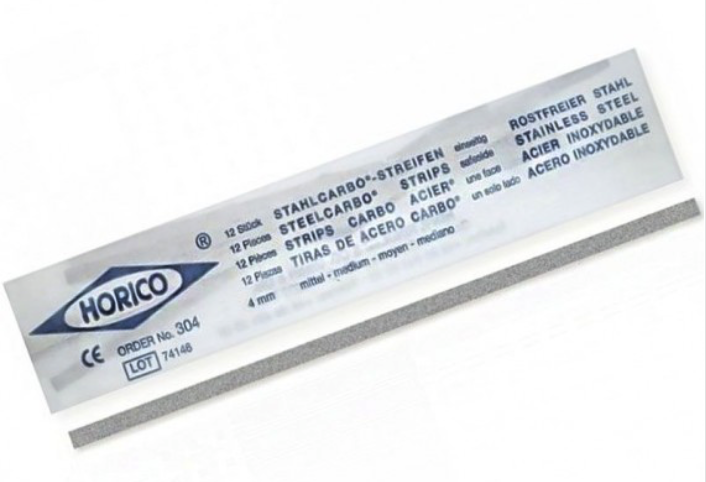 HORICO
®
CE
ORDER No. 304
LOT 74146
12 Stück STAHLCARBO®-STREIFEN einseitig ROSTFREIER STAHL
12 Pieces STEELCARBO® STRIPS safeside STAINLESS STEEL
12 Pièces STRIPS CARBO ACIER® une face ACIER INOXYDABLE
12 Piezas TIRAS DE ACERO CARBO® un solo lado ACERO INOXYDABLE
4 mm mittel - medium - moyen - mediano